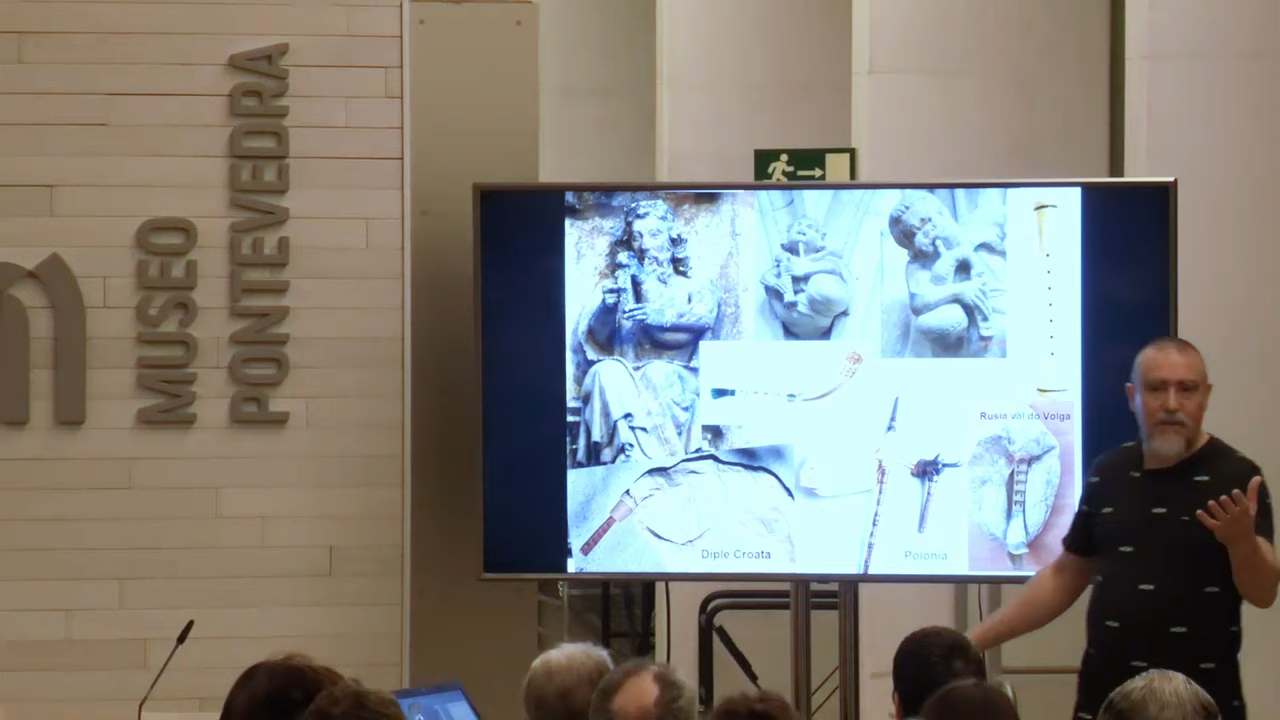 m
MUSEO
PONTEVEDRA
Rusia val do Volga
Diple Croata
Polonia